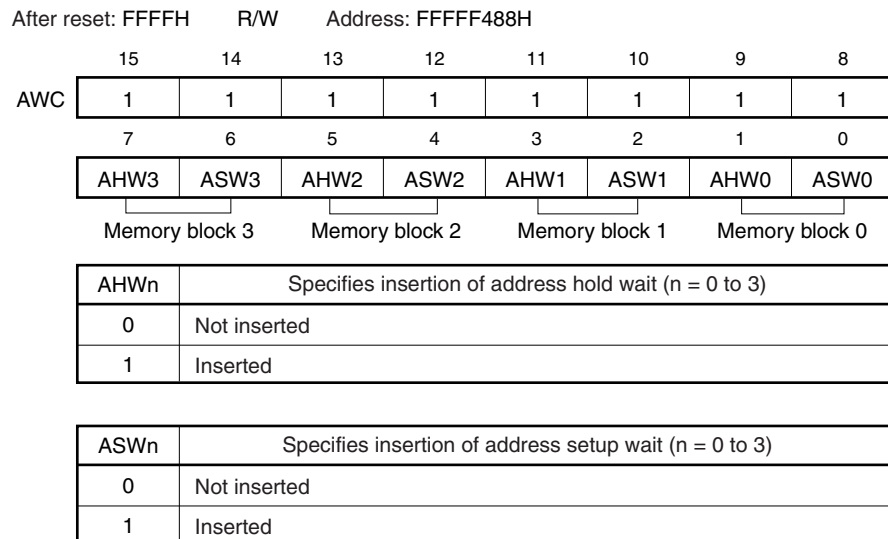 After reset: FFFFH R/W Address: FFFFF488H
15 14 13 12 11 10 9 8
AWC 1 1 1 1 1 1 1 1
7 6 5 4 3 2 1 0
AHW3 ASW3 AHW2 ASW2 AHW1 ASW1 AHW0 ASW0
Memory block 3 Memory block 2 Memory block 1 Memory block 0
AHWn Specifies insertion of address hold wait (n = 0 to 3)
0 Not inserted
1 Inserted
ASWn Specifies insertion of address setup wait (n = 0 to 3)
0 Not inserted
1 Inserted